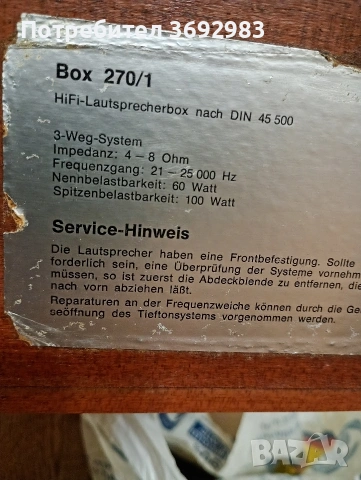 Потребител 3692983
Box 270/1
HiFi-Lautsprecherbox nach DIN 45 500
3-Weg-System
Impedanz: 4 – 8 Ohm
Frequenzgang: 21 – 25 000 Hz
Nennbelastbarkeit: 60 Watt
Spitzenbelastbarkeit: 100 Watt
Service-Hinweis
Die Lautsprecher haben eine Frontbefestigung. Sollte
forderlich sein, eine Überprüfung der Systeme vornehm
müssen, so ist zuerst die Abdeckblende zu entfernen, die
nach vorn abziehen läßt.
Reparaturen an der Frequenzweiche können durch die Ge
seöffnung des Tieftonsystems vorgenommen werden.
BAZAR